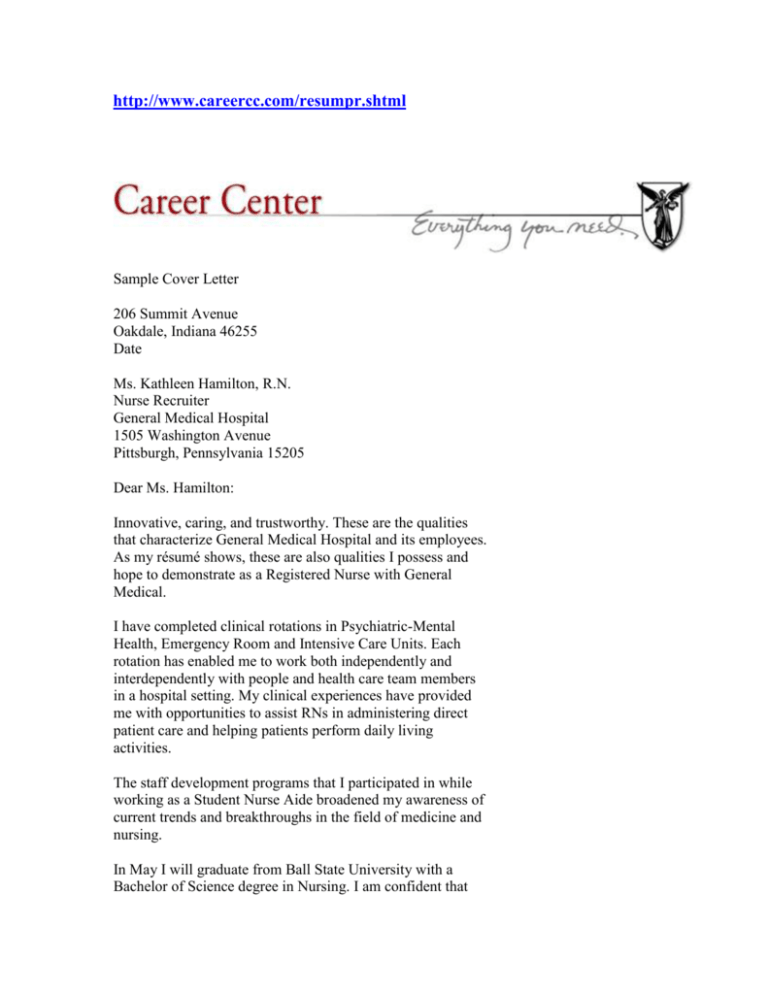 http://www.careercc.com/resumpr.shtml
Career Center
Everything you need.
Sample Cover Letter
206 Summit Avenue
Oakdale, Indiana 46255
Date
Ms. Kathleen Hamilton, R.N.
Nurse Recruiter
General Medical Hospital
1505 Washington Avenue
Pittsburgh, Pennsylvania 15205
Dear Ms. Hamilton:
Innovative, caring, and trustworthy. These are the qualities
that characterize General Medical Hospital and its employees.
As my résumé shows, these are also qualities I possess and
hope to demonstrate as a Registered Nurse with General
Medical.
I have completed clinical rotations in Psychiatric-Mental
Health, Emergency Room and Intensive Care Units. Each
rotation has enabled me to work both independently and
interdependently with people and health care team members
in a hospital setting. My clinical experiences have provided
me with opportunities to assist RNs in administering direct
patient care and helping patients perform daily living
activities.
The staff development programs that I participated in while
working as a Student Nurse Aide broadened my awareness of
current trends and breakthroughs in the field of medicine and
nursing.
In May I will graduate from Ball State University with a
Bachelor of Science degree in Nursing. I am confident that